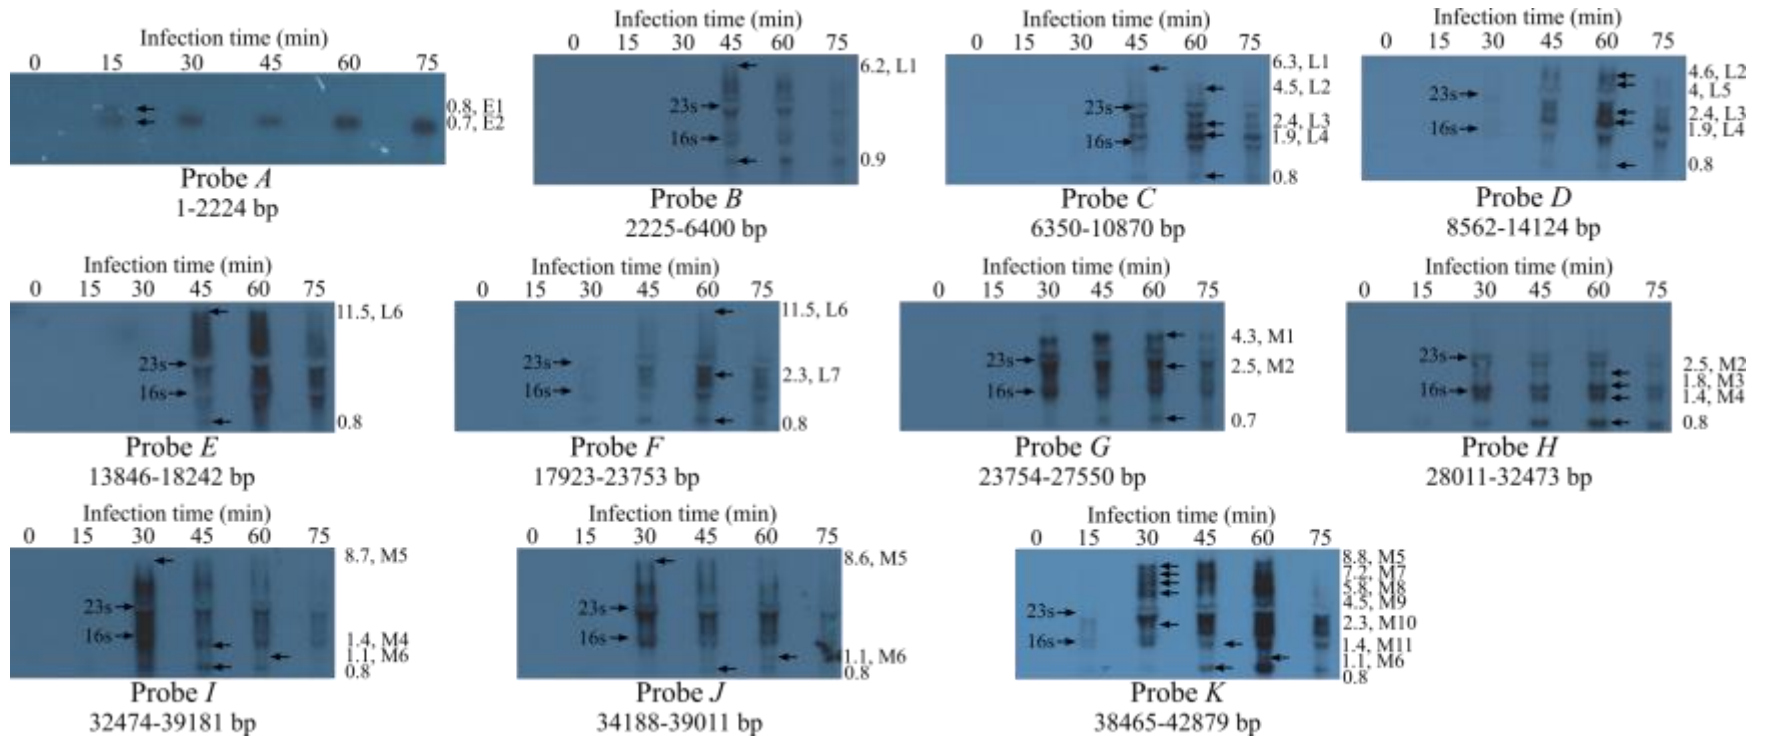 Infection time (min)
0 15 30 45 60 75
0.8, E1
0.7, E2
Probe A
1-2224 bp
Infection time (min)
0 15 30 45 60 75
6.2, L1
23s
16s
0.9
Probe B
2225-6400 bp
Infection time (min)
0 15 30 45 60 75
6.3, L1
4.5, L2
23s
2.4, L3
1.9, L4
16s
0.8
Probe C
6350-10870 bp
Infection time (min)
0 15 30 45 60 75
4.6, L2
4, L5
23s
2.4, L3
1.9, L4
16s
0.8
Probe D
8562-14124 bp
Infection time (min)
0 15 30 45 60 75
11.5, L6
23s
16s
0.8
Probe E
13846-18242 bp
Infection time (min)
0 15 30 45 60 75
11.5, L6
23s
2.3, L7
16s
0.8
Probe F
17923-23753 bp
Infection time (min)
0 15 30 45 60 75
4.3, M1
23s
2.5, M2
16s
0.7
Probe G
23754-27550 bp
Infection time (min)
0 15 30 45 60 75
23s
2.5, M2
1.8, M3
16s
1.4, M4
0.8
Probe H
28011-32473 bp
Infection time (min)
0 15 30 45 60 75
8.7, M5
23s
16s
1.4, M4
1.1, M6
0.8
Probe I
32474-39181 bp
Infection time (min)
0 15 30 45 60 75
8.6, M5
23s
16s
1.1, M6
0.8
Probe J
34188-39011 bp
Infection time (min)
0 15 30 45 60 75
8.8, M5
7.2, M7
5.8, M8
4.5, M9
23s
2.3, M10
16s
1.4, M11
1.1, M6
0.8
Probe K
38465-42879 bp